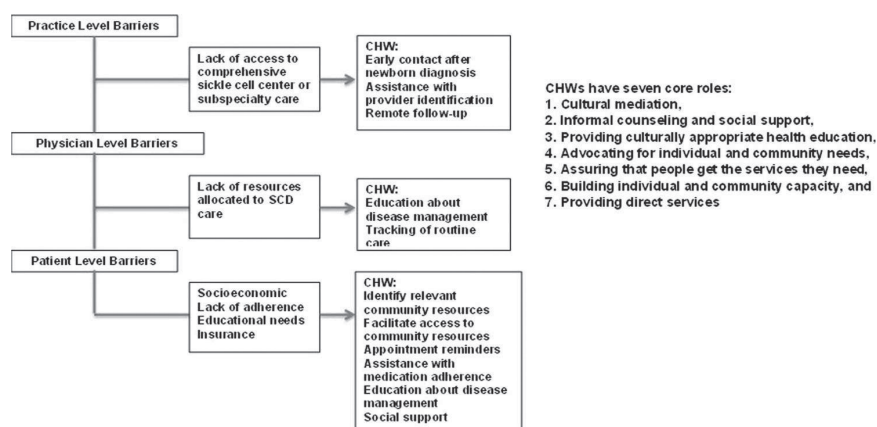 Practice Level Barriers
Lack of access to
comprehensive
sickle cell center or
subspecialty care
CHW:
Early contact after
newborn diagnosis
Assistance with
provider identification
Remote follow-up
Physician Level Barriers
Lack of resources
allocated to SCD
care
CHW:
Education about
disease management
Tracking of routine
care
Patient Level Barriers
Socioeconomic
Lack of adherence
Educational needs
Insurance
CHW:
Identify relevant
community resources
Facilitate access to
community resources
Appointment reminders
Assistance with
medication adherence
Education about disease
management
Social support
CHWs have seven core roles:
1. Cultural mediation,
2. Informal counseling and social support,
3. Providing culturally appropriate health education,
4. Advocating for individual and community needs,
5. Assuring that people get the services they need,
6. Building individual and community capacity, and
7. Providing direct services